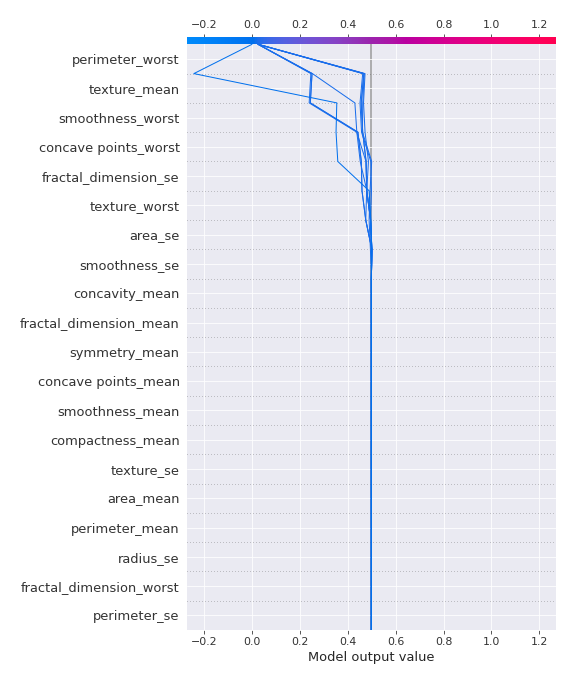 −0.2 0.0 0.2 0.4 0.6 0.8 1.0 1.2
perimeter_worst
texture_mean
smoothness_worst
concave points_worst
fractal_dimension_se
texture_worst
area_se
smoothness_se
concavity_mean
fractal_dimension_mean
symmetry_mean
concave points_mean
smoothness_mean
compactness_mean
texture_se
area_mean
perimeter_mean
radius_se
fractal_dimension_worst
perimeter_se
−0.2 0.0 0.2 0.4 0.6 0.8 1.0 1.2
Model output value